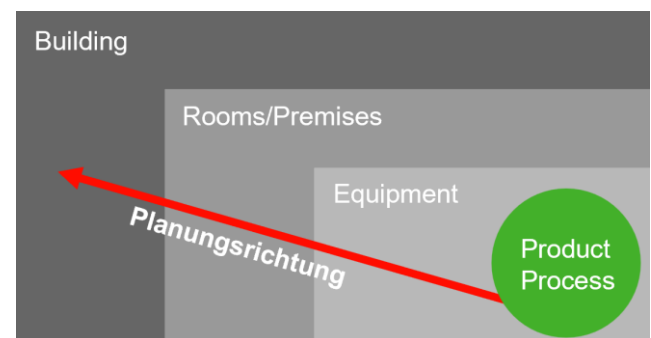 Building
Rooms/Premises
Equipment
Planungsrichtung
Product
Process